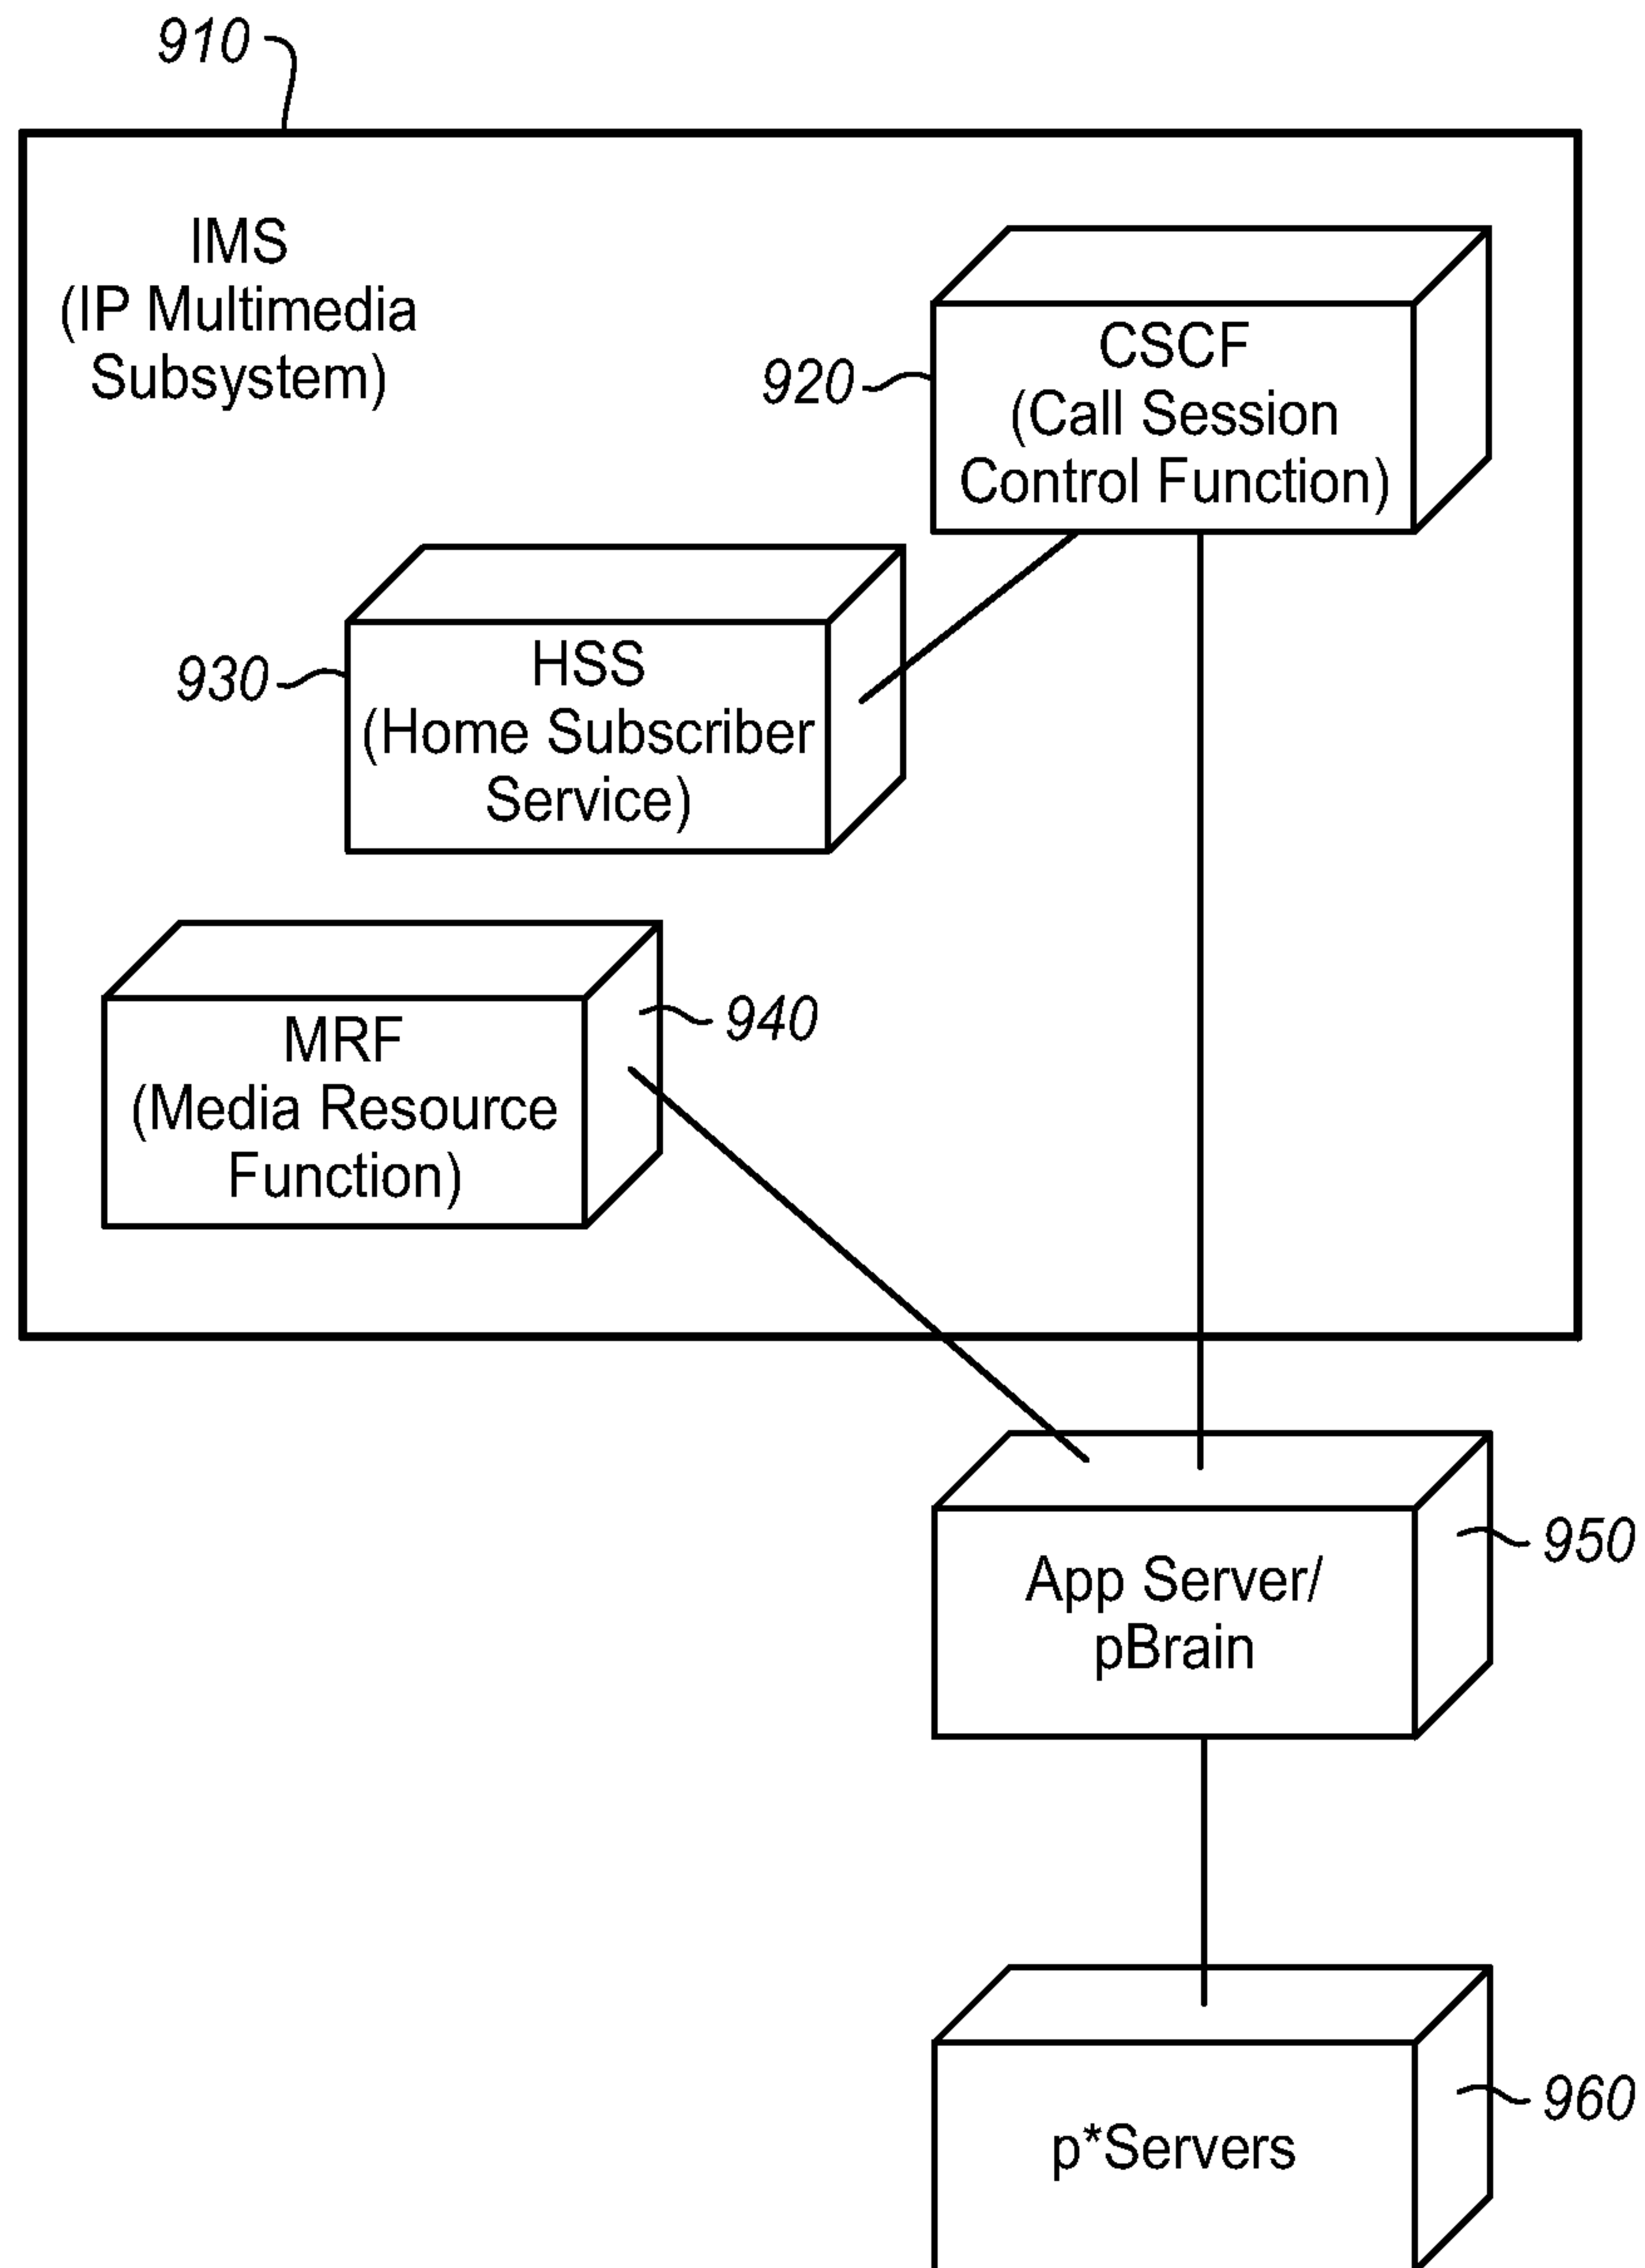 910
IMS
(IP Multimedia
Subsystem)
920
CSCF
(Call Session
Control Function)
930
HSS
(Home Subscriber
Service)
940
MRF
(Media Resource
Function)
950
App Server/
pBrain
960
p*Servers